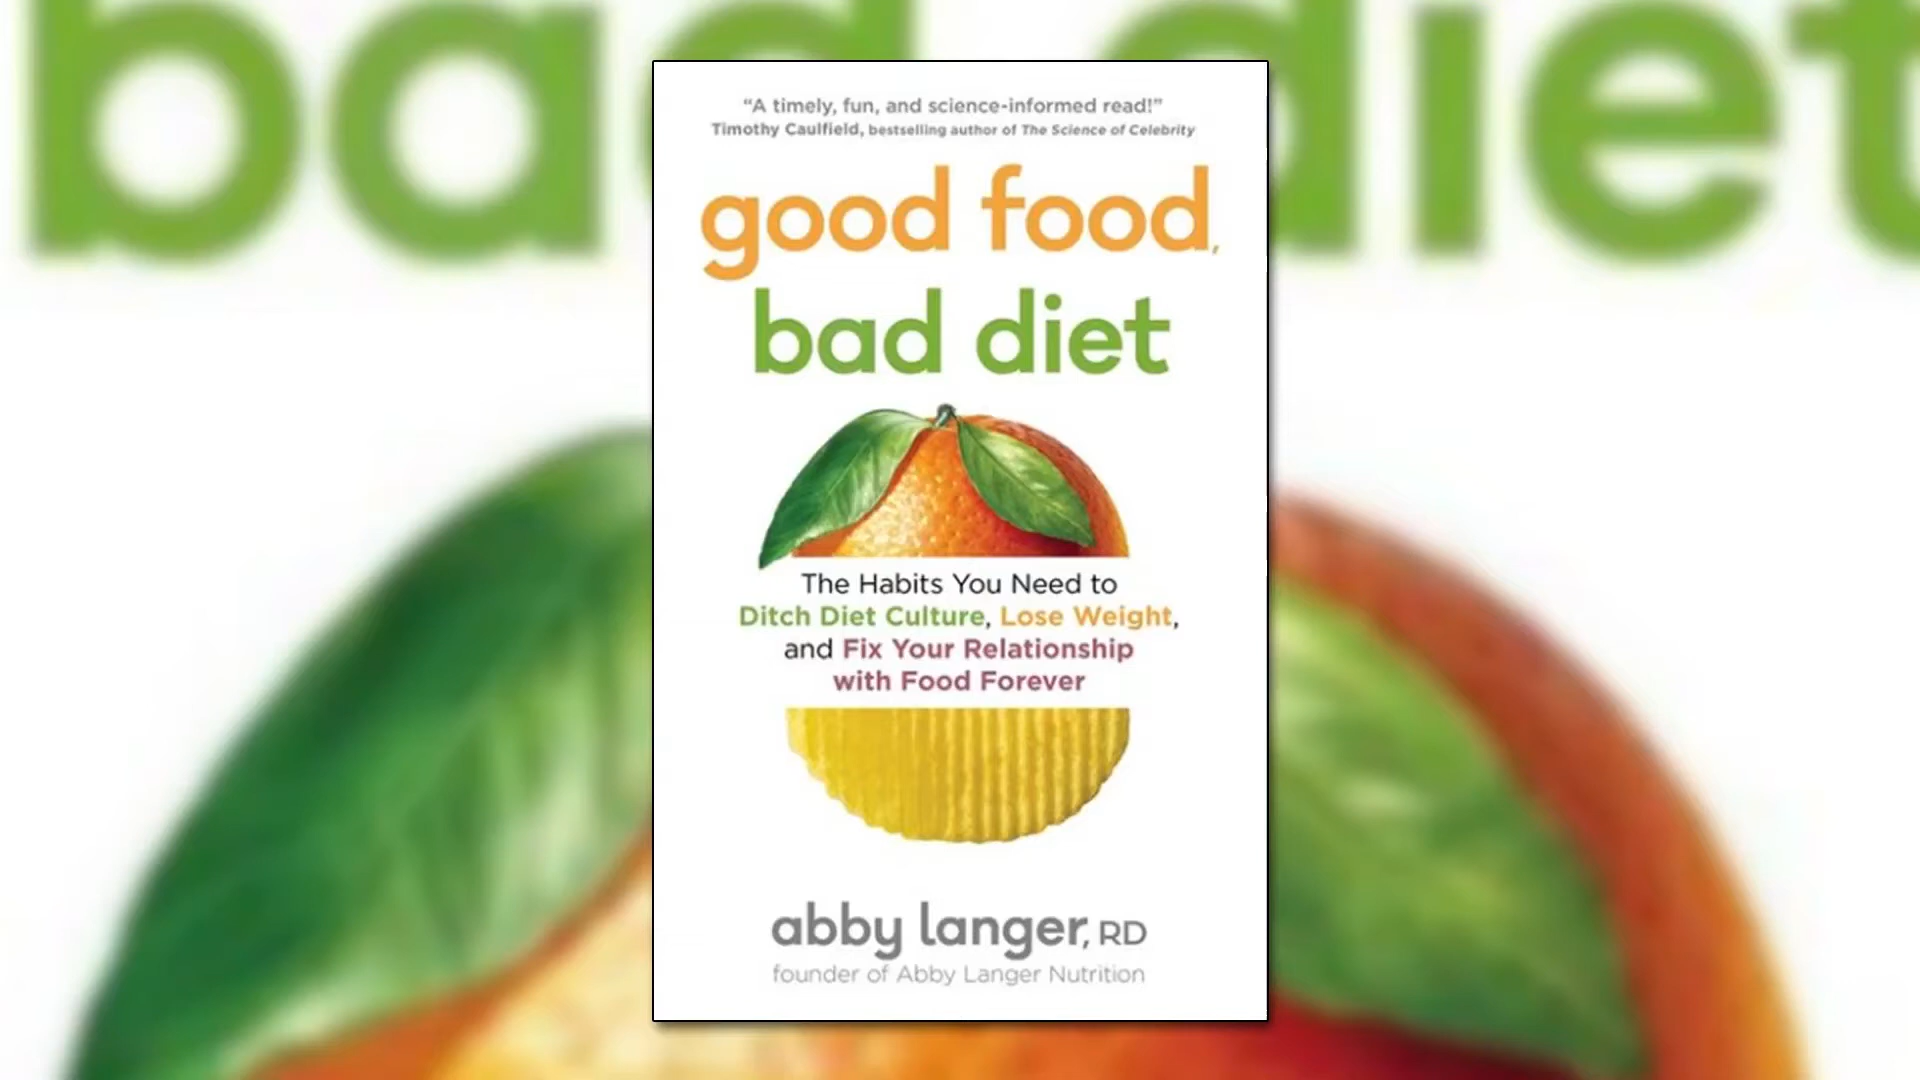 bad diet
“A timely, fun, and science-informed read!”
Timothy Caulfield, bestselling author of The Science of Celebrity
good food,
bad diet
The Habits You Need to
Ditch Diet Culture, Lose Weight,
and Fix Your Relationship
with Food Forever
abby langer, RD
founder of Abby Langer Nutrition